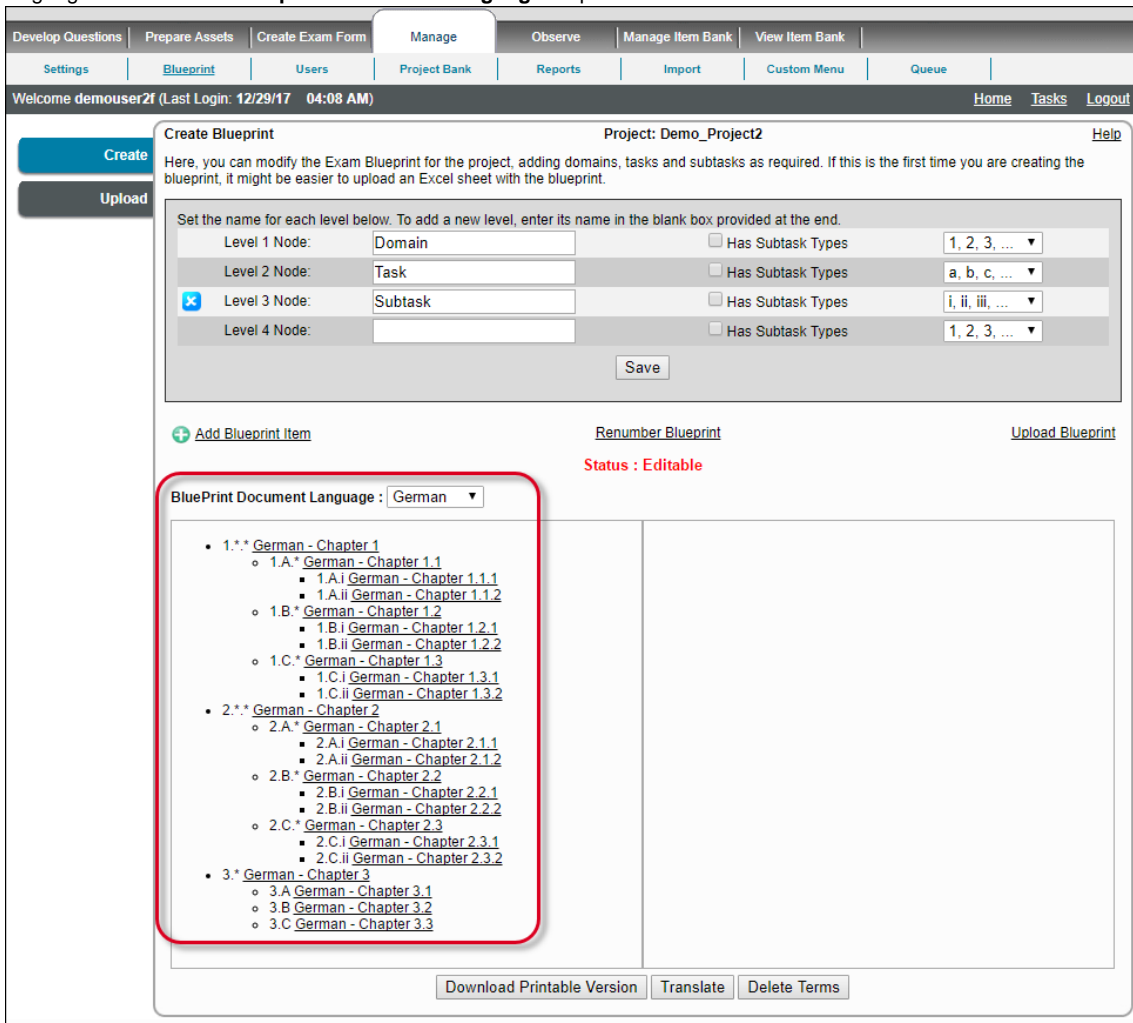 Develop Questions Prepare Assets Create Exam Form Manage Observe Manage Item Bank View Item Bank
Settings Blueprint Users Project Bank Reports Import Custom Menu Queue
Welcome demouser2f (Last Login: 12/29/17 04:08 AM) Home Tasks Logout
Create
Upload
Create Blueprint Project: Demo_Project2 Help
Here, you can modify the Exam Blueprint for the project, adding domains, tasks and subtasks as required. If this is the first time you are creating the
blueprint, it might be easier to upload an Excel sheet with the blueprint.
Set the name for each level below. To add a new level, enter its name in the blank box provided at the end.
Level 1 Node: Domain Has Subtask Types 1, 2, 3, ...
Level 2 Node: Task Has Subtask Types a, b, c, ...
Level 3 Node: Subtask Has Subtask Types i, ii, iii, ...
Level 4 Node: Has Subtask Types 1, 2, 3, ...
Save
Add Blueprint Item Renumber Blueprint Upload Blueprint
Status : Editable
BluePrint Document Language : German
1.*.* German - Chapter 1
1.A.* German - Chapter 1.1
1.A.i German - Chapter 1.1.1
1.A.ii German - Chapter 1.1.2
1.B.* German - Chapter 1.2
1.B.i German - Chapter 1.2.1
1.B.ii German - Chapter 1.2.2
1.C.* German - Chapter 1.3
1.C.i German - Chapter 1.3.1
1.C.ii German - Chapter 1.3.2
2.*.* German - Chapter 2
2.A.* German - Chapter 2.1
2.A.i German - Chapter 2.1.1
2.A.ii German - Chapter 2.1.2
2.B.* German - Chapter 2.2
2.B.i German - Chapter 2.2.1
2.B.ii German - Chapter 2.2.2
2.C.* German - Chapter 2.3
2.C.i German - Chapter 2.3.1
2.C.ii German - Chapter 2.3.2
3.* German - Chapter 3
3.A German - Chapter 3.1
3.B German - Chapter 3.2
3.C German - Chapter 3.3
Download Printable Version Translate Delete Terms